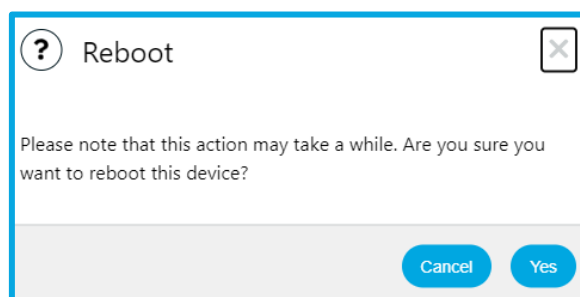 ? Reboot
Please note that this action may take a while. Are you sure you
want to reboot this device?
Cancel Yes